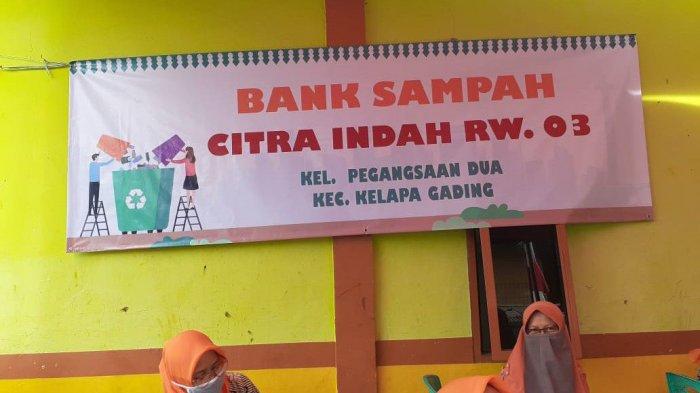 BANK SAMPAH
CITRA INDAH RW. 03
KEL. PEGANGSAAN DUA
KEC. KELAPA GADING